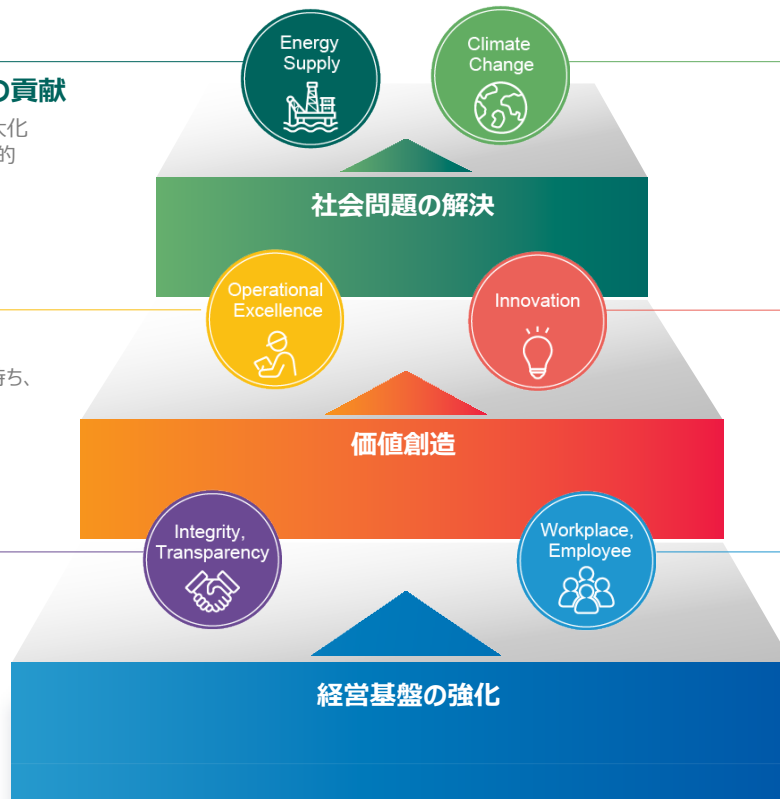 Energy
Supply
Climate
Change
の貢献
大化
的
社会問題の解決
Operational
Excellence
Innovation
持ち、
価値創造
Integrity,
Transparency
Workplace,
Employee
経営基盤の強化